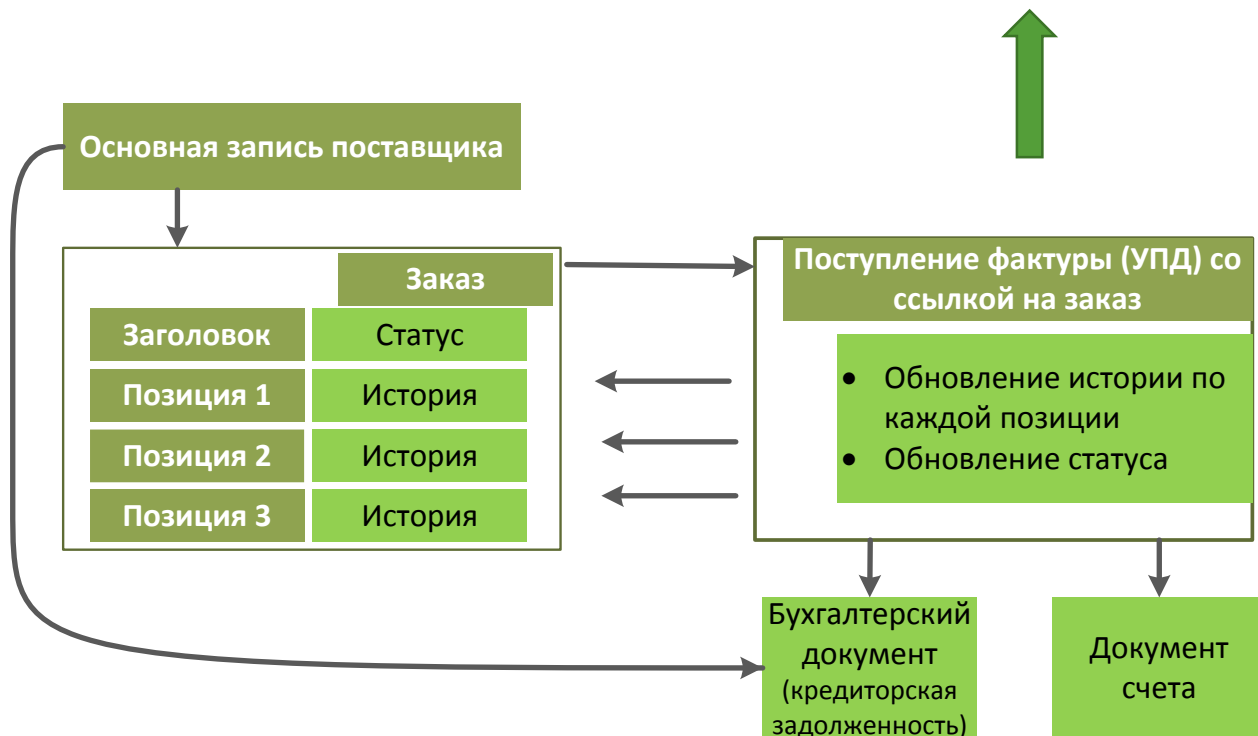 Основная запись поставщика
Заказ
Заголовок Статус
Позиция 1 История
Позиция 2 История
Позиция 3 История
Поступление фактуры (УПД) со
ссылкой на заказ
• Обновление истории по
каждой позиции
• Обновление статуса
Бухгалтерский
документ
(кредиторская
задолженность)
Документ
счета